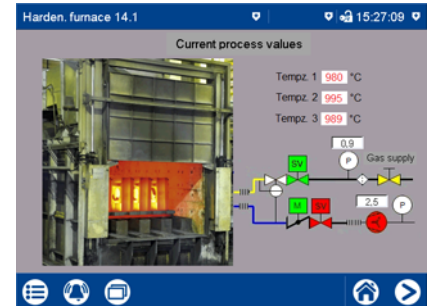 Harden. furnace 14.1
15:27:09
Current process values
Tempz. 1 980 °C
Tempz. 2 995 °C
Tempz. 3 989 °C
0,9
SV
P
Gas supply
M
SV
2,5
P